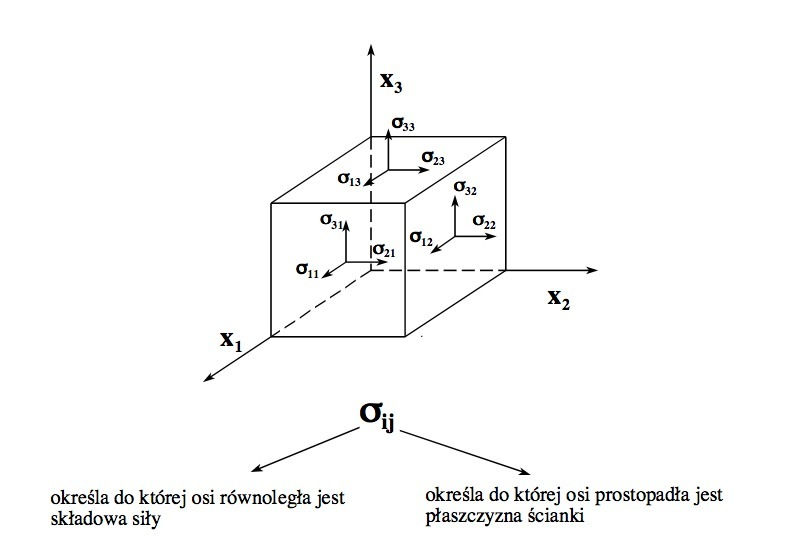 x₃
σ₃₃
σ₂₃
σ₁₃
σ₃₂
σ₂₂
σ₁₂
σ₃₁
σ₂₁
σ₁₁
x₂
x₁
σᵢⱼ
określa do której osi równoległa jest
składowa siły
określa do której osi prostopadła jest
płaszczyzna ścianki